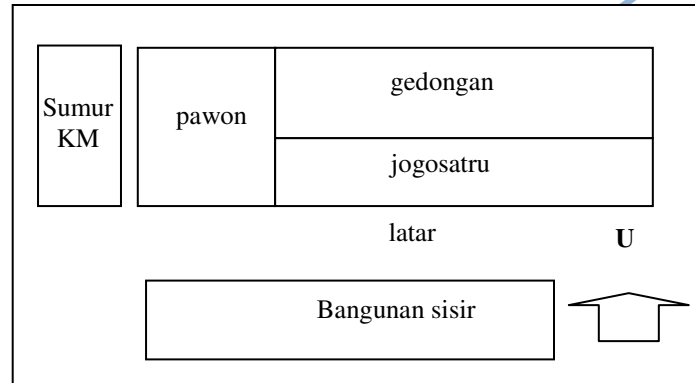 Sumur
KM
pawon
gedongan
jogosatru
latar
U
Bangunan sisir